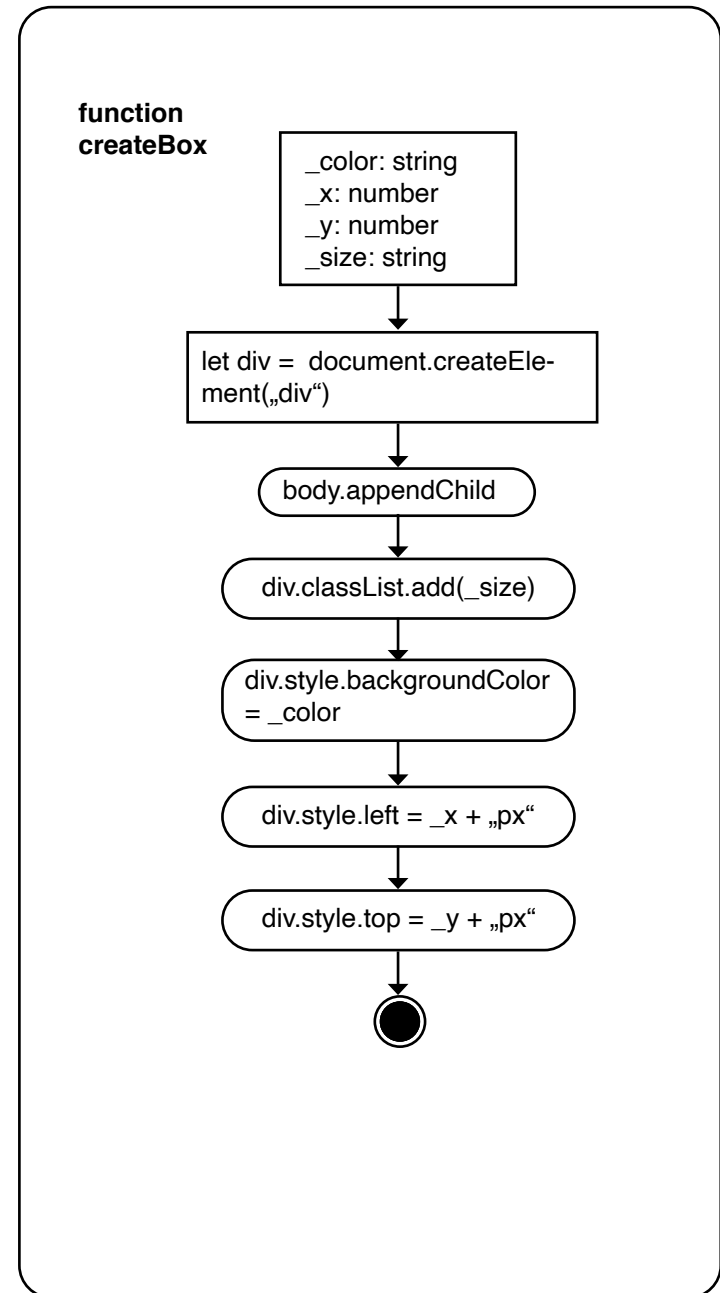 function
createBox
_color: string
_x: number
_y: number
_size: string
let div =  document.createEle-
ment(„div“)
body.appendChild
div.classList.add(_size)
div.style.backgroundColor
= _color
div.style.left = _x + „px“
div.style.top = _y + „px“